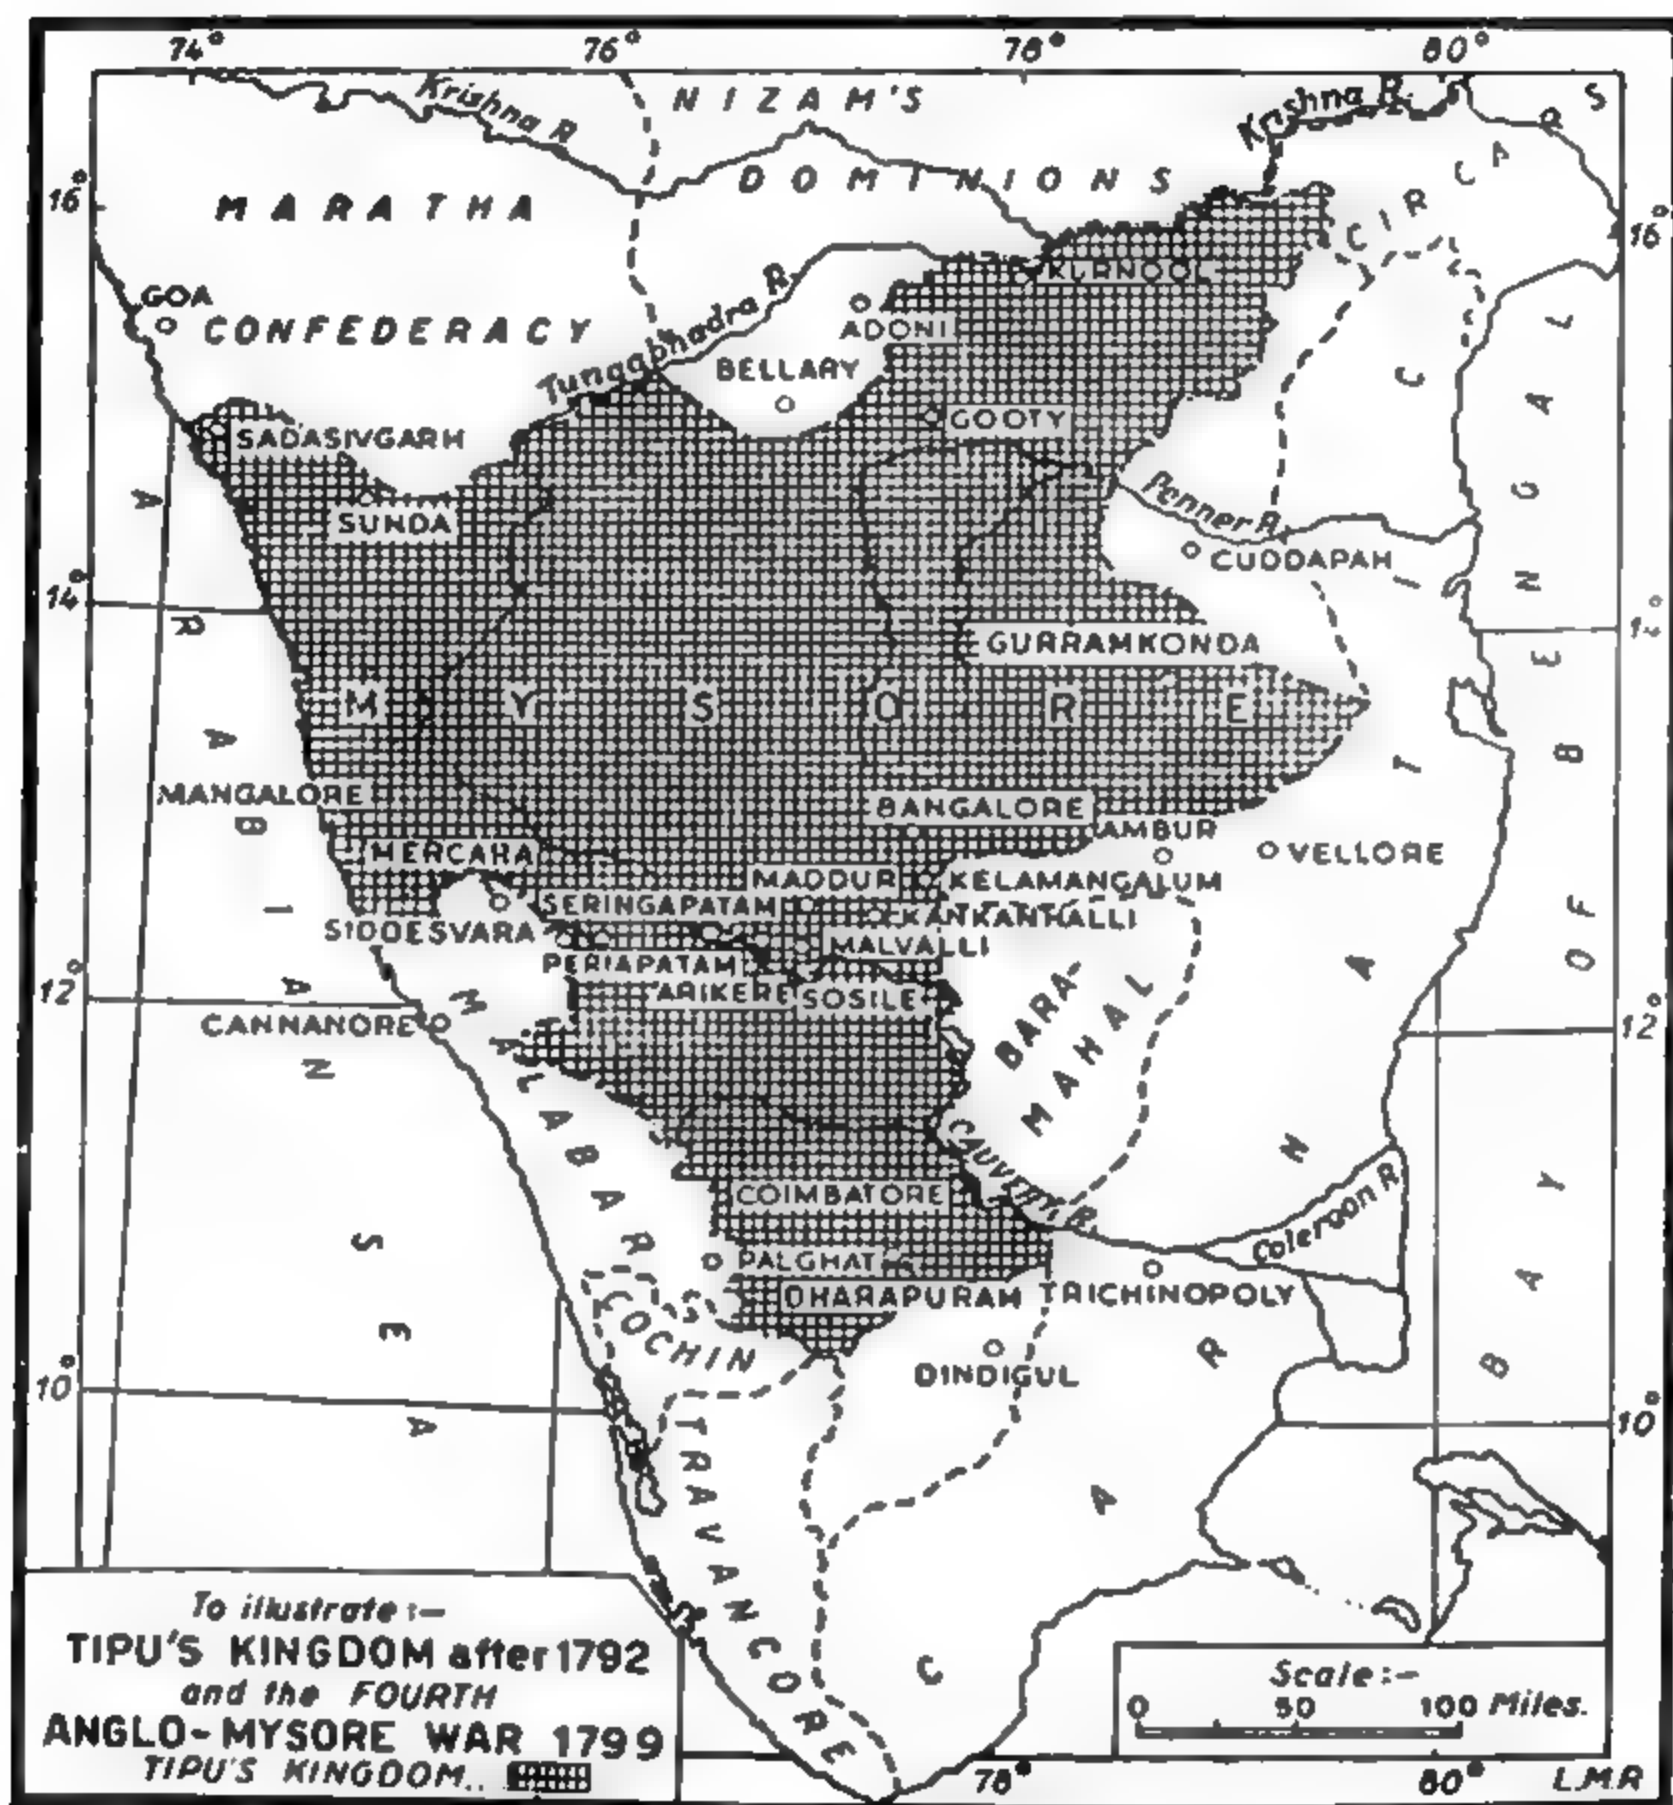 74° 76° 78° 80°
Krishna R
NIZAM'S
Krishna R.
DOMINIONS
CIRCARS
16°
MARATHA
16°
KURNOOL
GOA
CONFEDERACY
Tungabhadra R.
ADONI
BELLARY
GOOTY
SADASIVGARH
SUNDA
Penner R.
CUDDAPAH
14°
14°
GURRAMKONDA
MYSORE
MANGALORE
BANGALORE
AMBUR
VELLORE
MERCARA
MADDUR
KELAMANGALUM
SERINGAPATAM
KANKANHALLI
SIDDESVARA
MALVALLI
PERIAPATAM
ARIKERE
SOSILE
12°
12°
CANNANORE
BARA-
MAHAL
MALABAR
CAUVERI R.
COIMBATORE
Coleroon R.
PALGHAT
DHARAPURAM
TRICHINOPOLY
COCHIN
DINDIGUL
10°
10°
TRAVANCORE
CARNATIC
ARABIAN SEA
BAY OF BENGAL
To illustrate :-
TIPU'S KINGDOM after 1792
and the FOURTH
ANGLO-MYSORE WAR 1799
TIPU'S KINGDOM..
Scale:-
0 50 100 Miles.
78° 80°
L.M.R